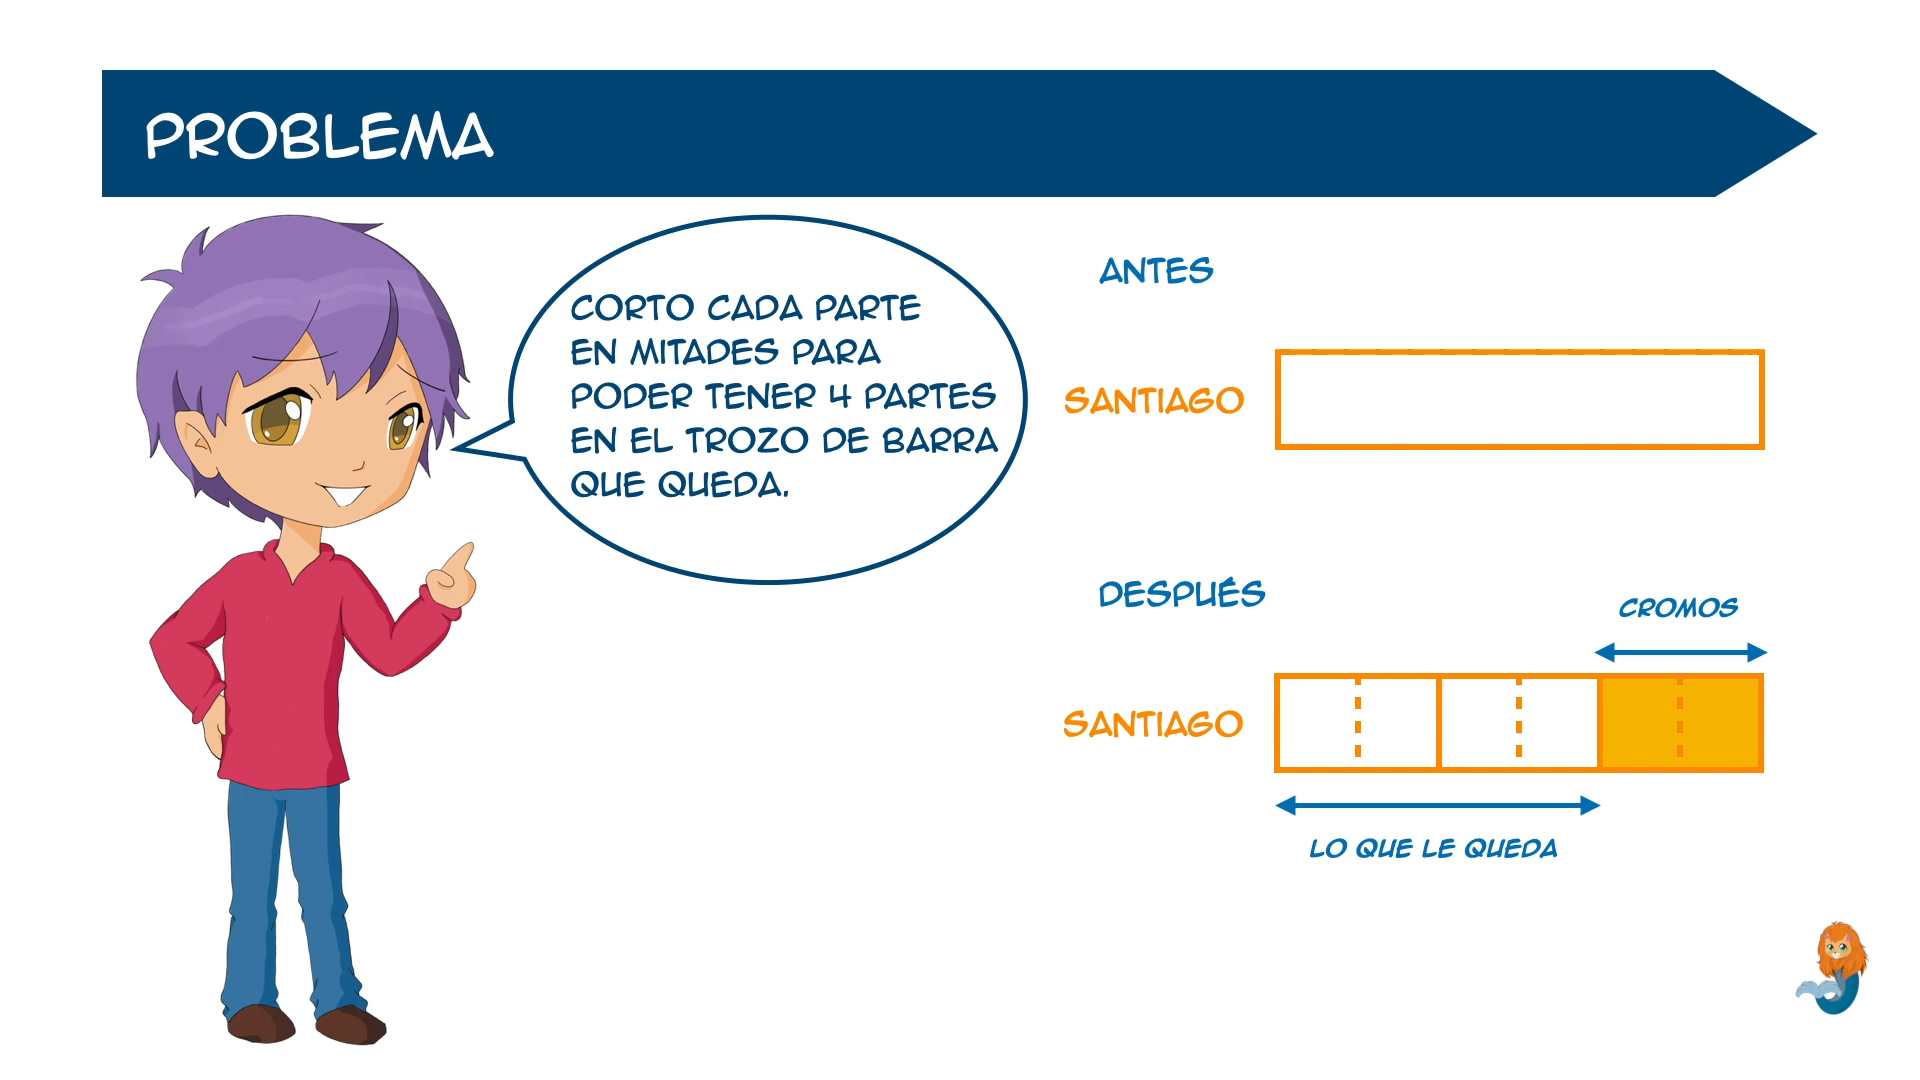 PROBLEMA
CORTO CADA PARTE
EN MITADES PARA
PODER TENER 4 PARTES
EN EL TROZO DE BARRA
QUE QUEDA.
ANTES
SANTIAGO
DESPUÉS
CROMOS
SANTIAGO
LO QUE LE QUEDA